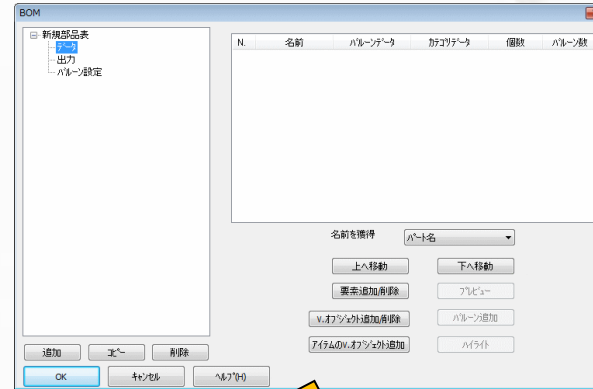 BOM
新規部品表
データ
出力
バルーン設定
N. 名前 バルーンデータ カテゴリデータ 個数 バルーン数
名前を獲得 パート名
上へ移動 下へ移動
要素追加/削除 プレビュー
V.オブジェクト追加/削除 バルーン追加
アイテムのV.オブジェクト追加 ハイライト
追加 コピー 削除
OK キャンセル ヘルプ(H)